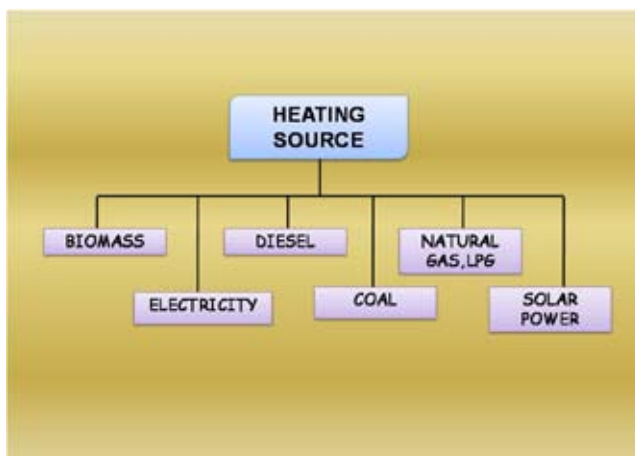 HEATING
SOURCE
BIOMASS
DIESEL
NATURAL
GAS,LPG
ELECTRICITY
COAL
SOLAR
POWER